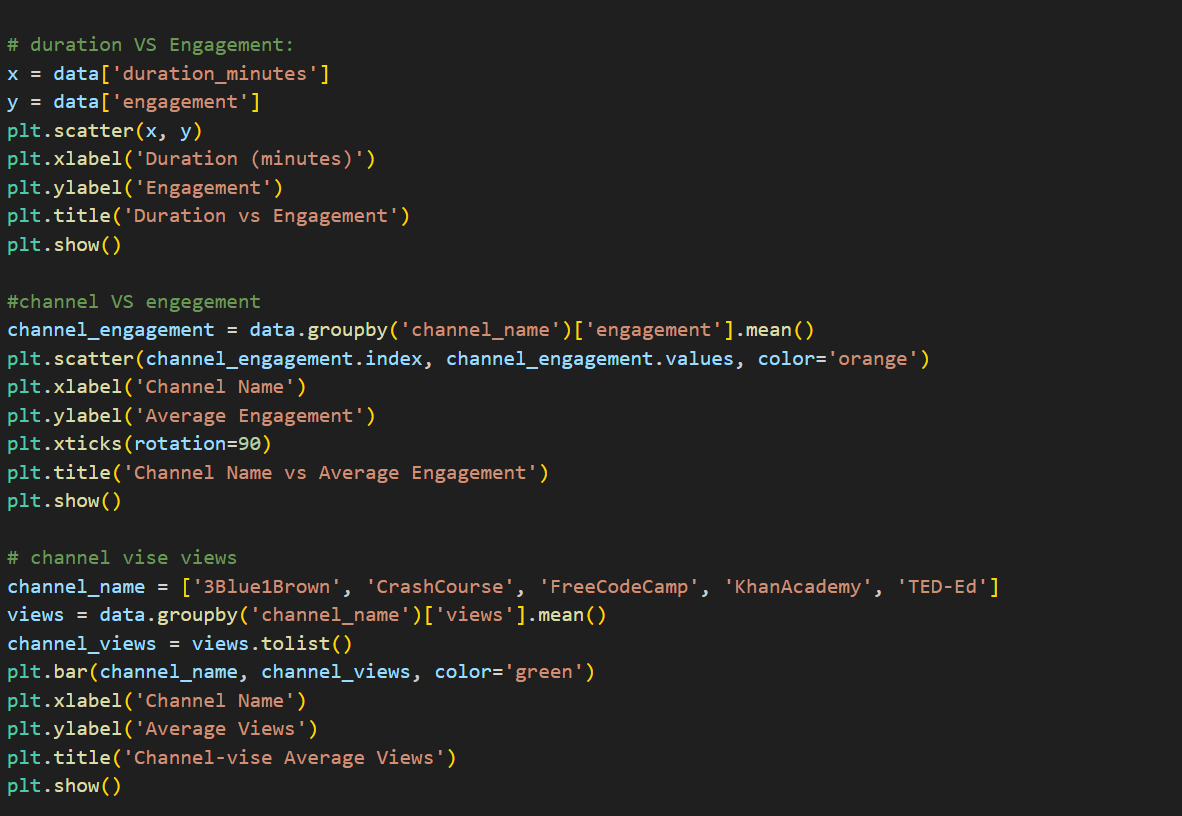 # duration VS Engagement:
x = data['duration_minutes']
y = data['engagement']
plt.scatter(x, y)
plt.xlabel('Duration (minutes)')
plt.ylabel('Engagement')
plt.title('Duration vs Engagement')
plt.show()

#channel VS engegement
channel_engagement = data.groupby('channel_name')['engagement'].mean()
plt.scatter(channel_engagement.index, channel_engagement.values, color='orange')
plt.xlabel('Channel Name')
plt.ylabel('Average Engagement')
plt.xticks(rotation=90)
plt.title('Channel Name vs Average Engagement')
plt.show()

# channel vise views
channel_name = ['3Blue1Brown', 'CrashCourse', 'FreeCodeCamp', 'KhanAcademy', 'TED-Ed']
views = data.groupby('channel_name')['views'].mean()
channel_views = views.tolist()
plt.bar(channel_name, channel_views, color='green')
plt.xlabel('Channel Name')
plt.ylabel('Average Views')
plt.title('Channel-vise Average Views')
plt.show()